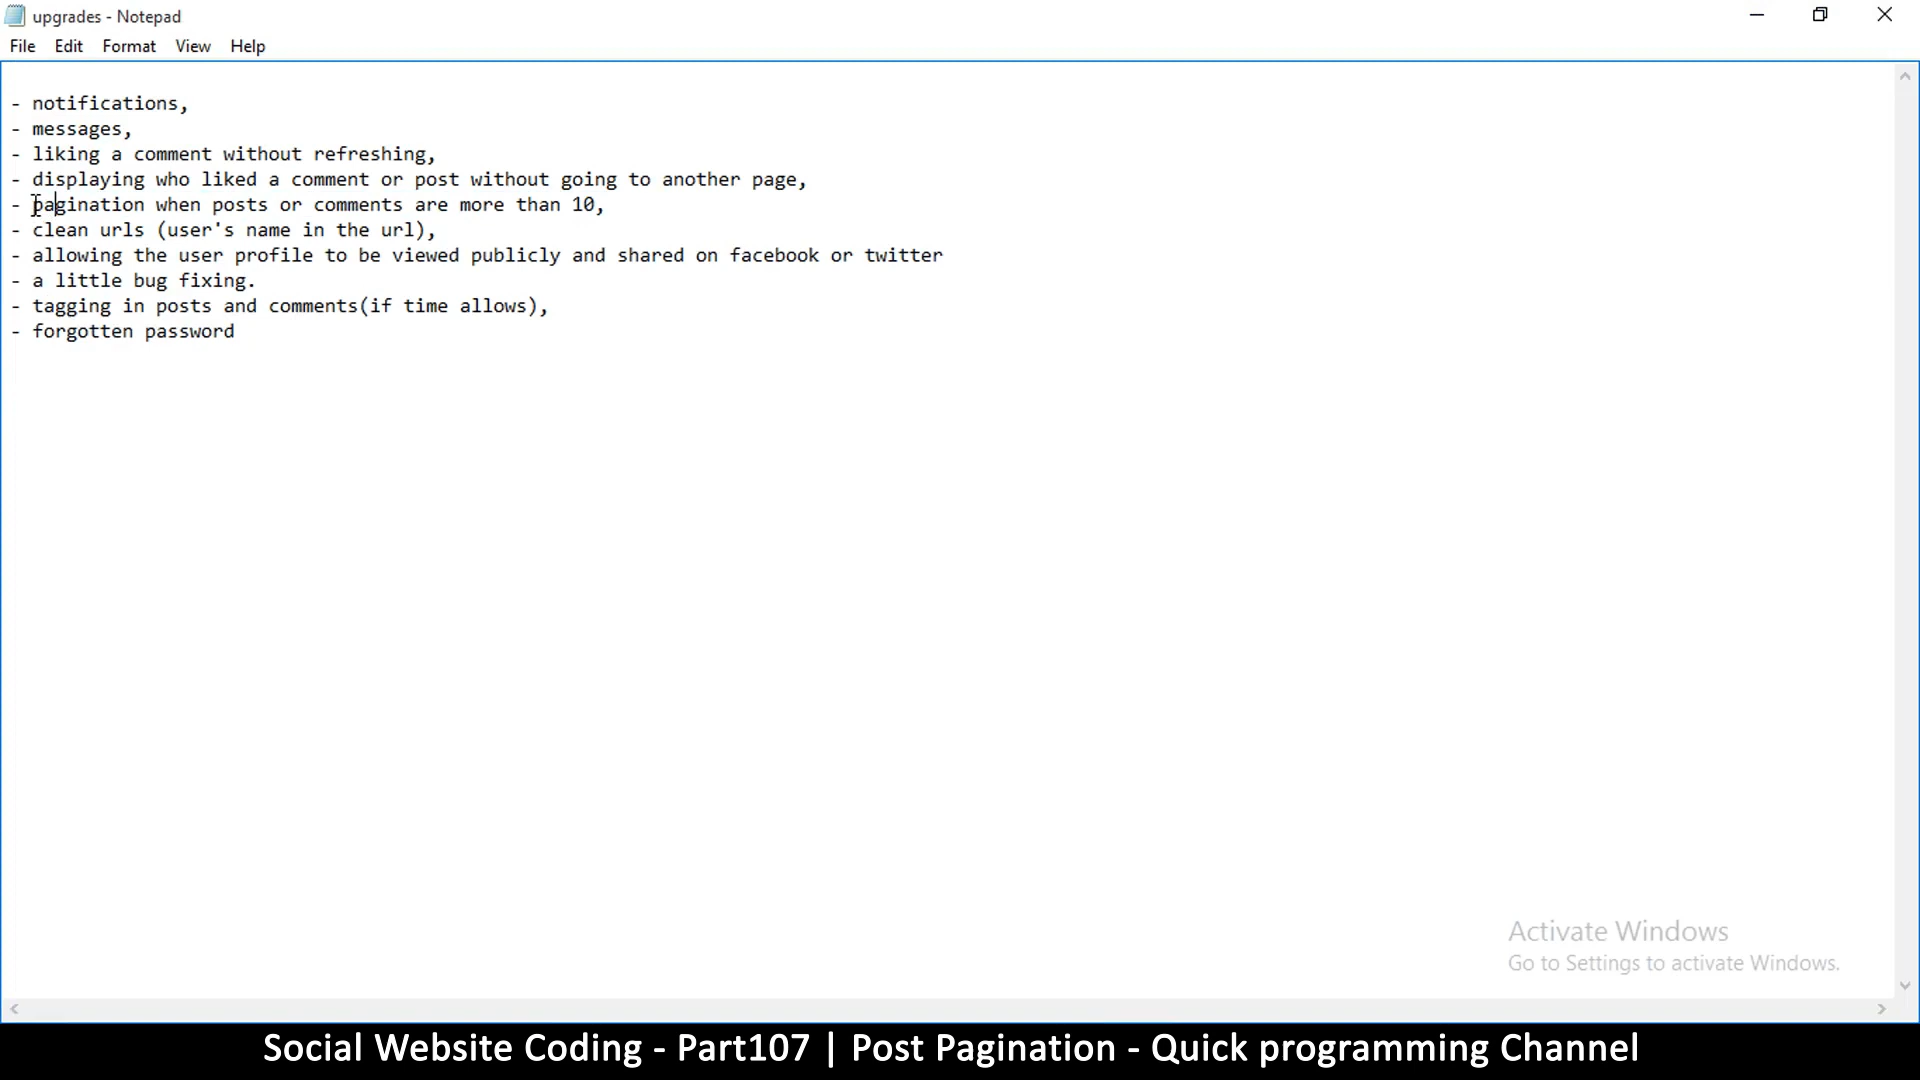 upgrades - Notepad
File Edit Format View Help
- notifications,
- messages,
- liking a comment without refreshing,
- displaying who liked a comment or post without going to another page,
- pagination when posts or comments are more than 10,
- clean urls (user's name in the url),
- allowing the user profile to be viewed publicly and shared on facebook or twitter
- a little bug fixing.
- tagging in posts and comments(if time allows),
- forgotten password
Activate Windows
Go to Settings to activate Windows.
Social Website Coding - Part107 | Post Pagination - Quick programming Channel